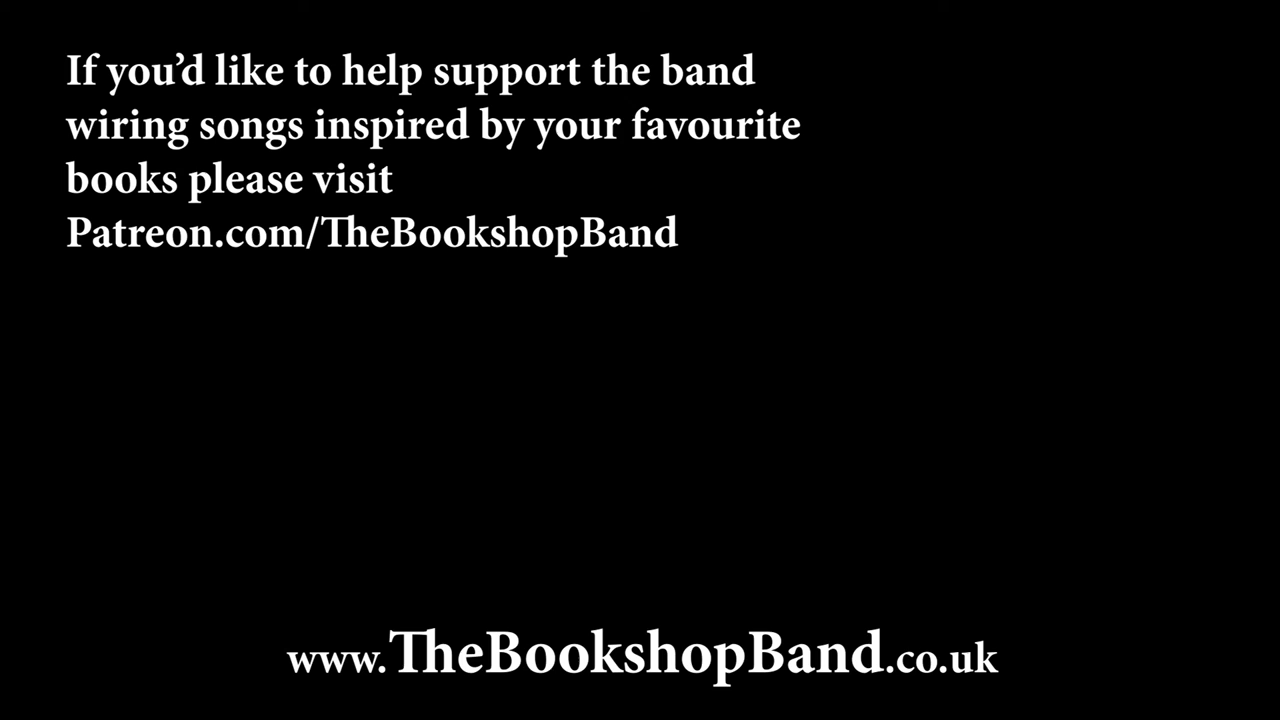 If you’d like to help support the band
wiring songs inspired by your favourite
books please visit
Patreon.com/TheBookshopBand
www.TheBookshopBand.co.uk